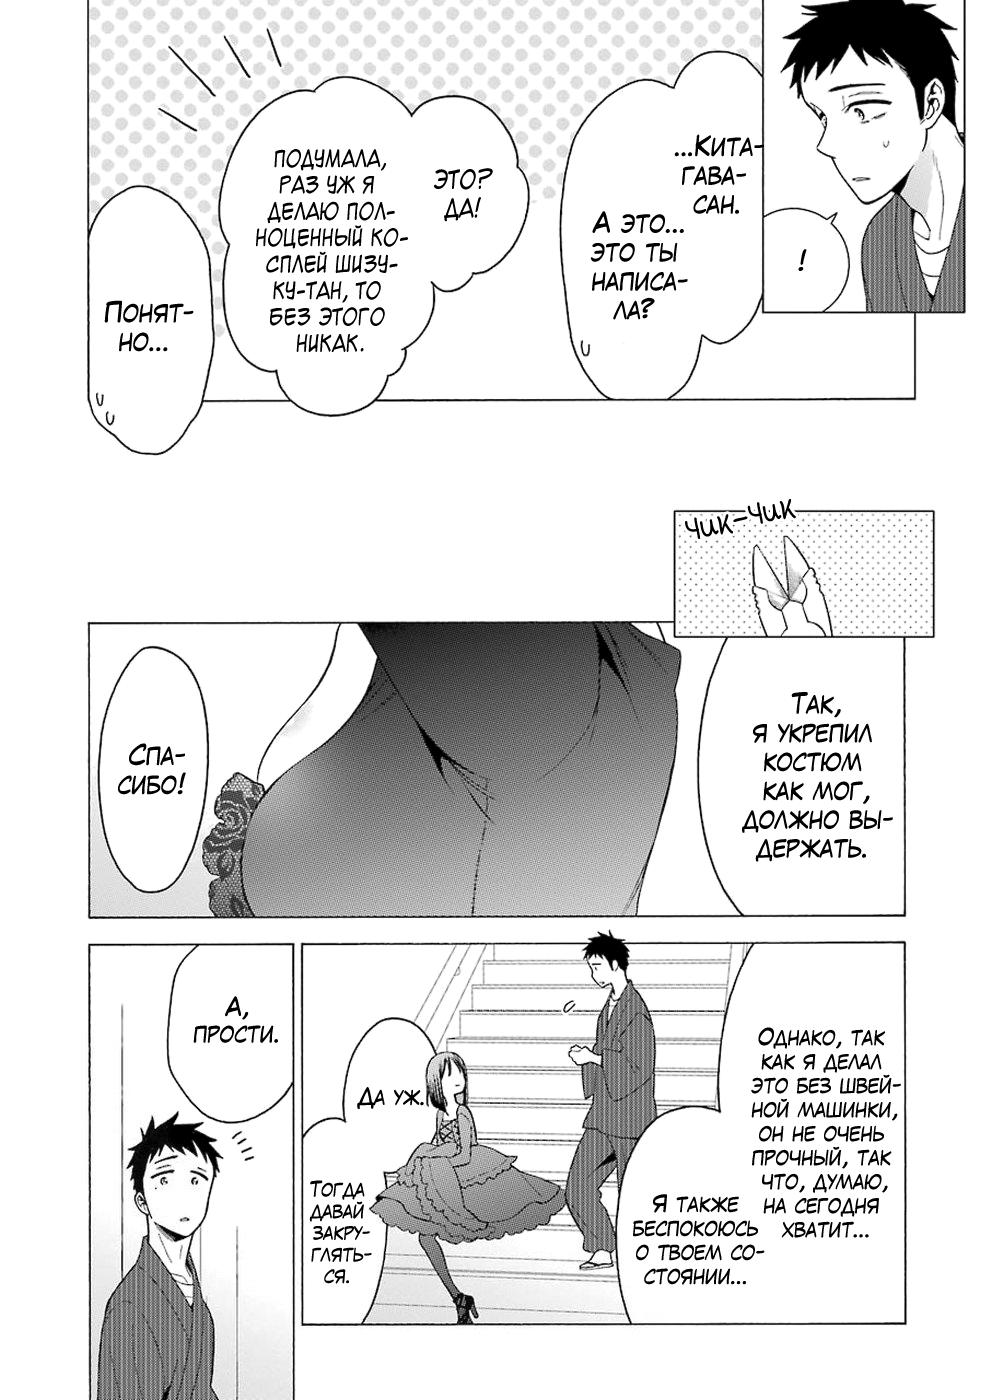 !
...КИТА-
ГАВА-
САН.
А ЭТО...
ЭТО ТЫ
НАПИСА-
ЛА?
ЭТО?
ДА!
ПОДУМАЛА,
РАЗ УЖ Я
ДЕЛАЮ ПОЛ-
НОЦЕННЫЙ КО-
СПЛЕЙ ШИЗУ-
КУ-ТАН, ТО
БЕЗ ЭТОГО
НИКАК.
ПОНЯТ-
НО...
ЧИК-ЧИК
ТАК,
Я УКРЕПИЛ
КОСТЮМ
КАК МОГ,
ДОЛЖНО ВЫ-
ДЕРЖАТЬ.
СПА-
СИБО!
ОДНАКО, ТАК
КАК Я ДЕЛАЛ
ЭТО БЕЗ ШВЕЙ-
НОЙ МАШИНКИ,
ОН НЕ ОЧЕНЬ
ПРОЧНЫЙ, ТАК
ЧТО, ДУМАЮ,
НА СЕГОДНЯ
ХВАТИТ...
Я ТАКЖЕ
БЕСПОКОЮСЬ
О ТВОЕМ СО-
СТОЯНИИ...
ДА УЖ.
ТОГДА
ДАВАЙ
ЗАКРУ-
ГЛЯТЬ-
СЯ.
А,
ПРОСТИ.